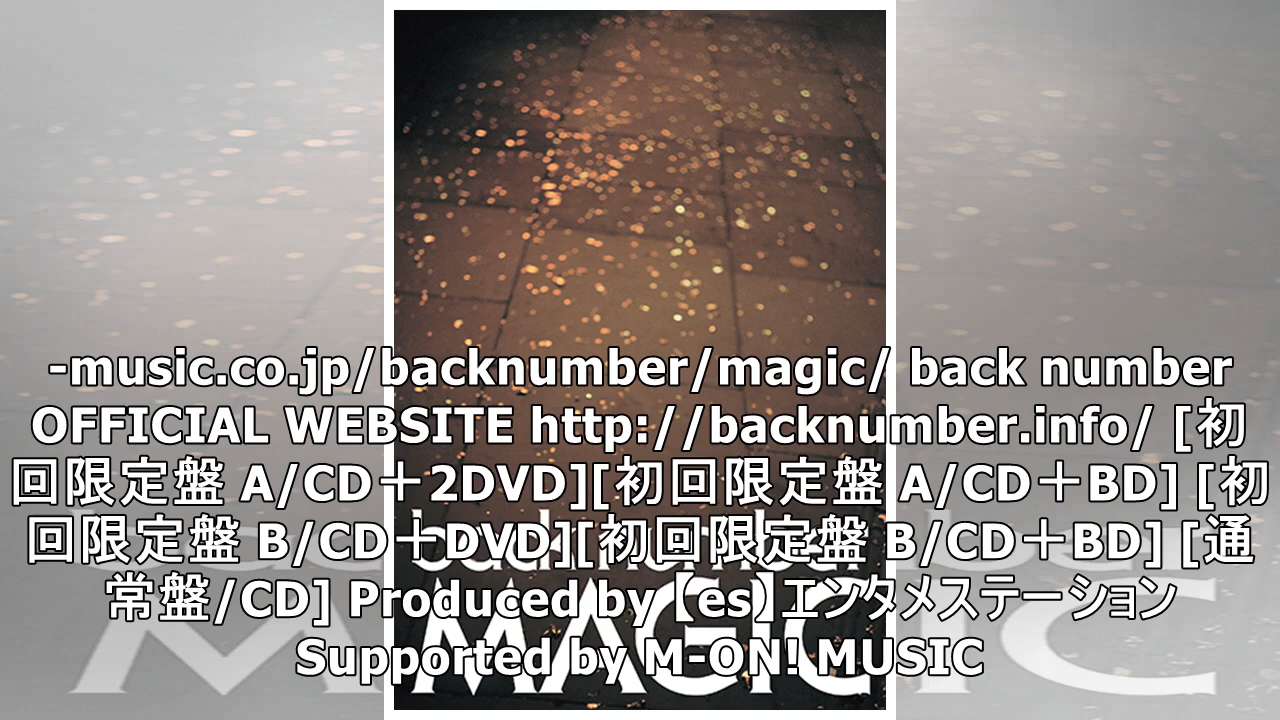 -music.co.jp/backnumber/magic/ back number
OFFICIAL WEBSITE http://backnumber.info/ [初
回限定盤 A/CD＋2DVD][初回限定盤 A/CD＋BD] [初
回限定盤 B/CD＋DVD][初回限定盤 B/CD＋BD] [通
常盤/CD] Produced by 【es】エンタメステーション
Supported by M-ON! MUSIC
back number
MAGIC